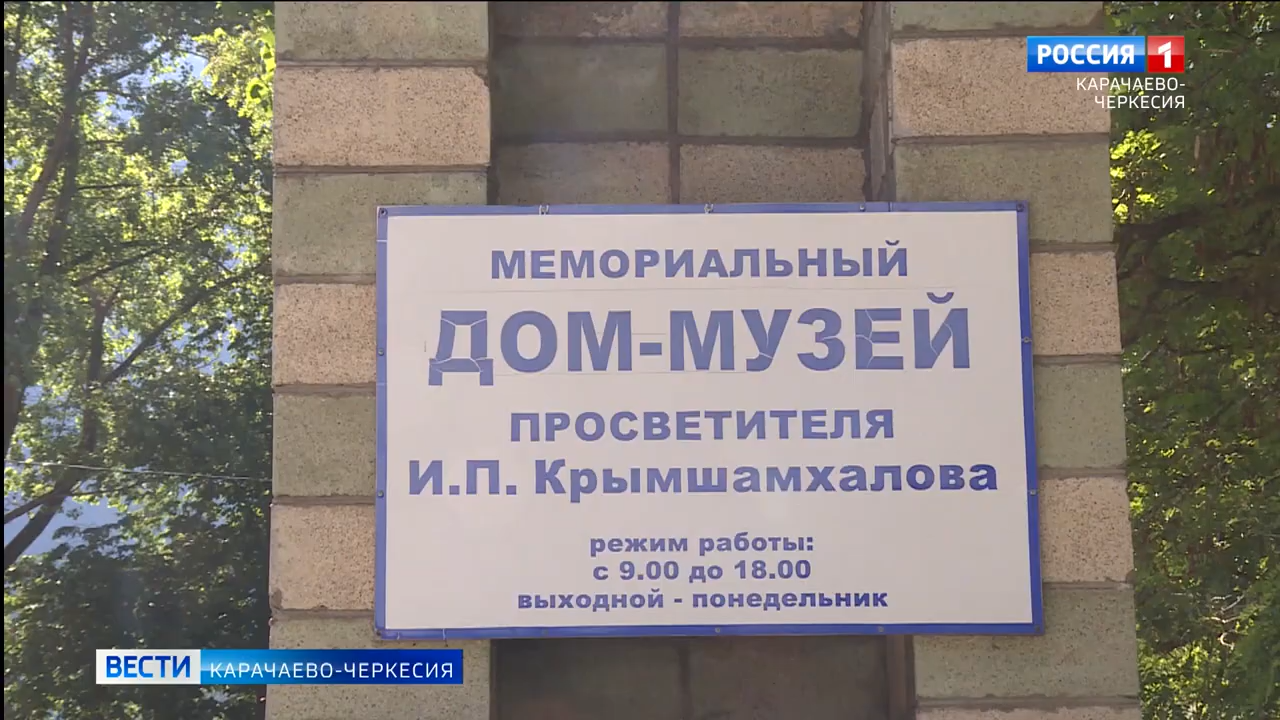 РОССИЯ 1
КАРАЧАЕВО-
ЧЕРКЕСИЯ
МЕМОРИАЛЬНЫЙ
ДОМ-МУЗЕЙ
ПРОСВЕТИТЕЛЯ
И.П. Крымшамхалова
режим работы:
с 9.00 до 18.00
выходной - понедельник
ВЕСТИ КАРАЧАЕВО-ЧЕРКЕСИЯ